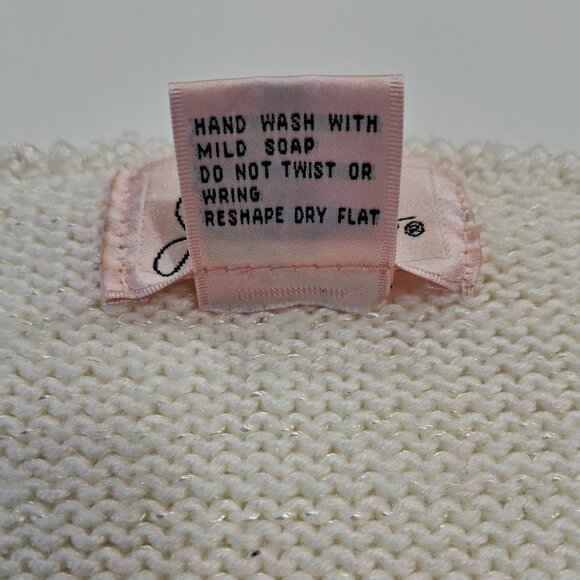 HAND WASH WITH
MILD SOAP
DO NOT TWIST OR
WRING
RESHAPE DRY FLAT
®